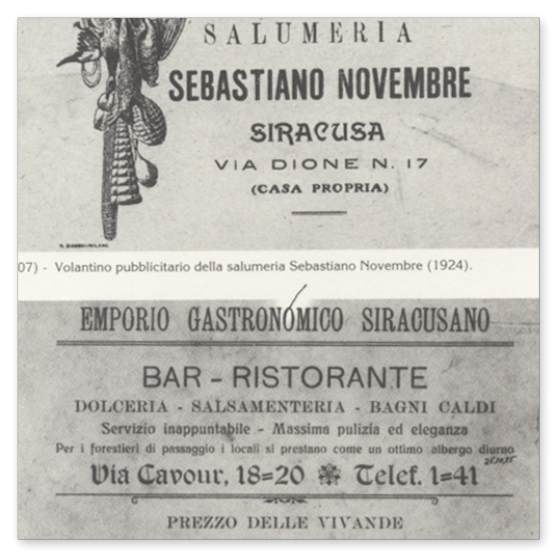 SALUMERIA
SEBASTIANO NOVEMBRE
SIRACUSA
VIA DIONE N. 17
(CASA PROPRIA)
07) - Volantino pubblicitario della salumeria Sebastiano Novembre (1924).
EMPORIO GASTRONÓMICO SIRACUSANO
BAR - RISTORANTE
DOLCERIA - SALSAMENTERIA - BAGNI CALDI
Servizio inappuntabile - Massima pulizia ed eleganza
Per i forestieri di passaggio i locali si prestano come un ottimo albergo diurno
Via Cavour, 18=20 Telef. 1=41
PREZZO DELLE VIVANDE